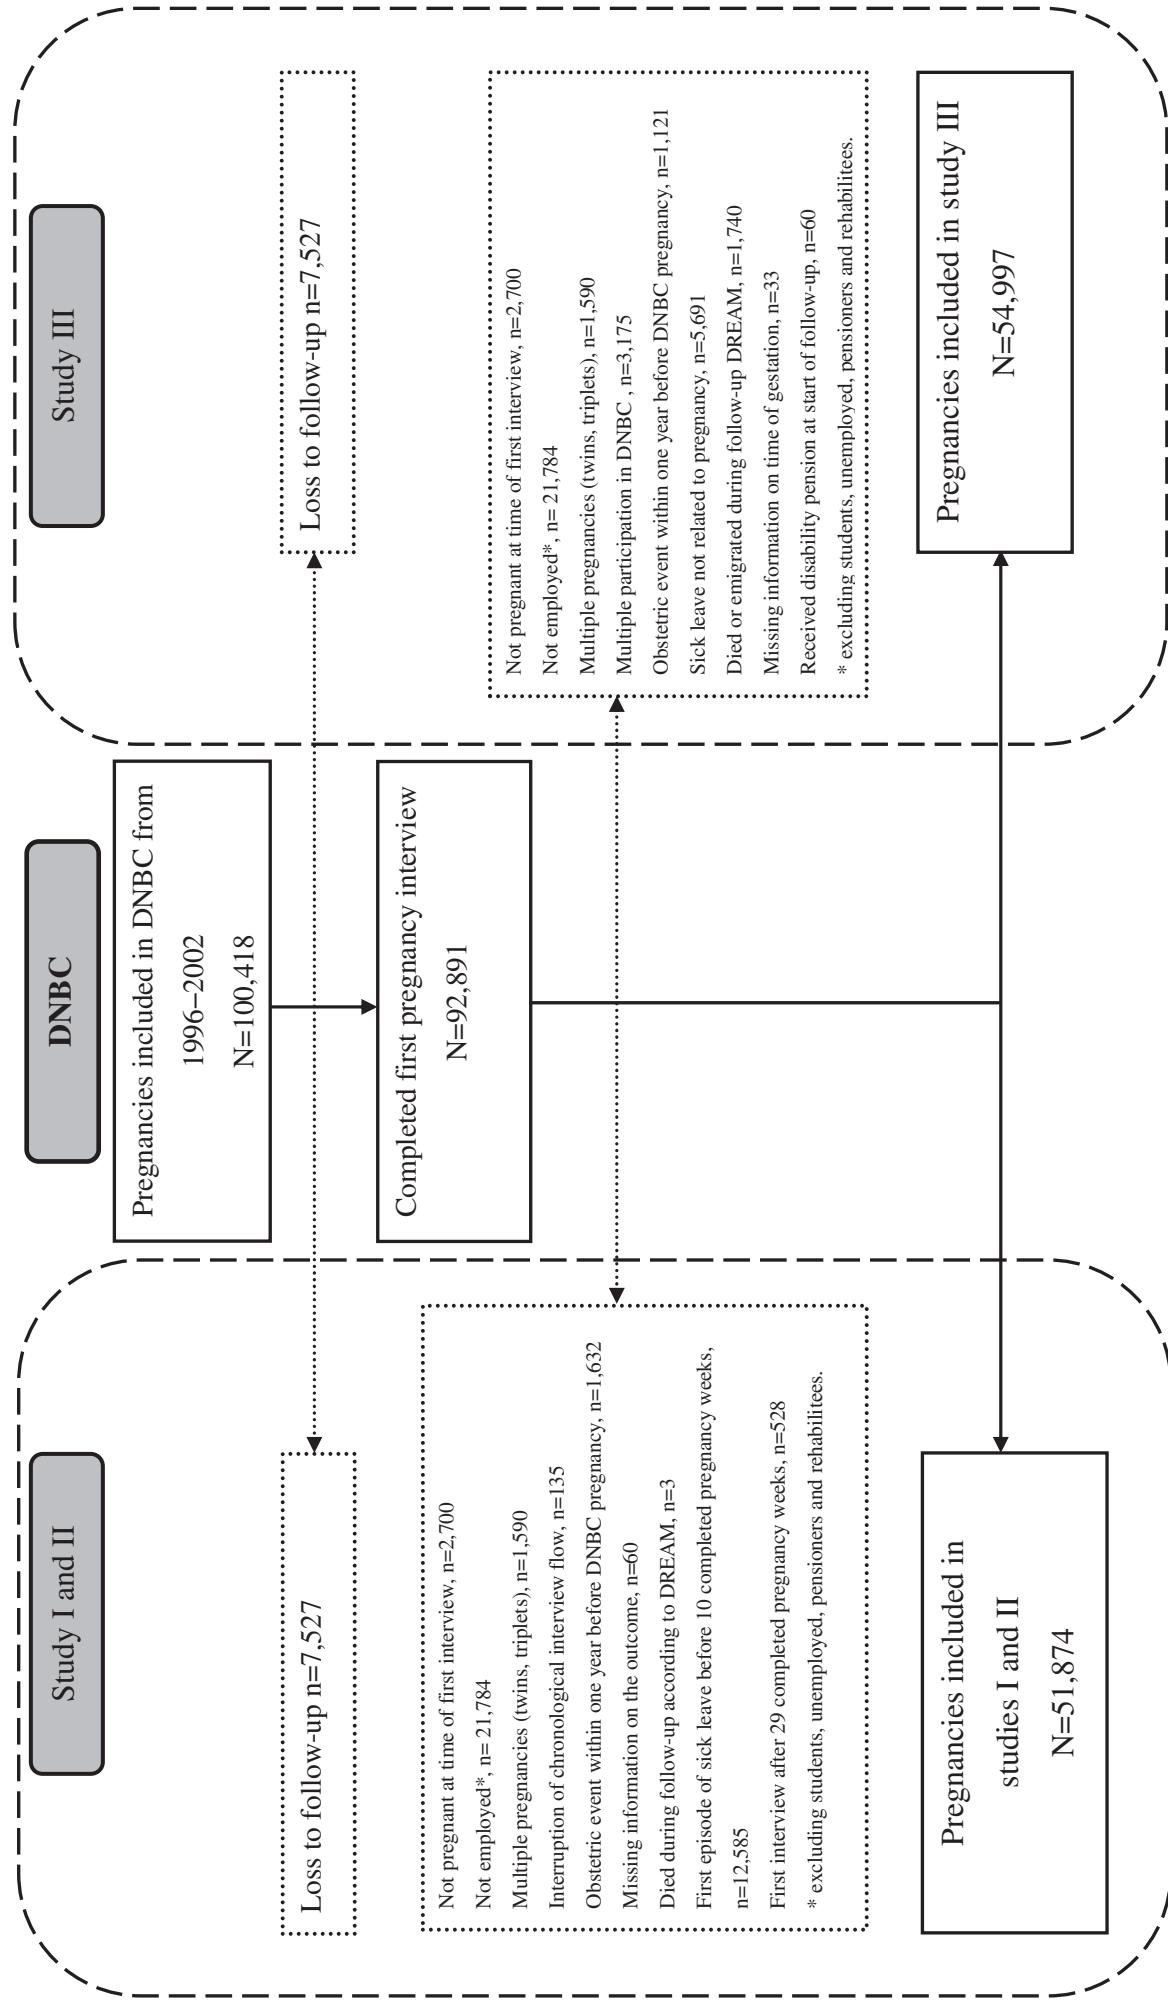 Study I and II
DNBC
Study III
Pregnancies included in DNBC from
1996–2002
N=100,418
Loss to follow-up n=7,527
Loss to follow-up n=7,527
Completed first pregnancy interview
N=92,891
Not pregnant at time of first interview, n=2,700
Not employed*, n= 21,784
Multiple pregnancies (twins, triplets), n=1,590
Interruption of chronological interview flow, n=135
Obstetric event within one year before DNBC pregnancy, n=1,632
Missing information on the outcome, n=60
Died during follow-up according to DREAM, n=3
First episode of sick leave before 10 completed pregnancy weeks,
n=12,585
First interview after 29 completed pregnancy weeks, n=528
* excluding students, unemployed, pensioners and rehabilitees.
Not pregnant at time of first interview, n=2,700
Not employed*, n= 21,784
Multiple pregnancies (twins, triplets), n=1,590
Multiple participation in DNBC , n=3,175
Obstetric event within one year before DNBC pregnancy, n=1,121
Sick leave not related to pregnancy, n=5,691
Died or emigrated during follow-up DREAM, n=1,740
Missing information on time of gestation, n=33
Received disability pension at start of follow-up, n=60
* excluding students, unemployed, pensioners and rehabilitees.
Pregnancies included in
studies I and II
N=51,874
Pregnancies included in study III
N=54,997